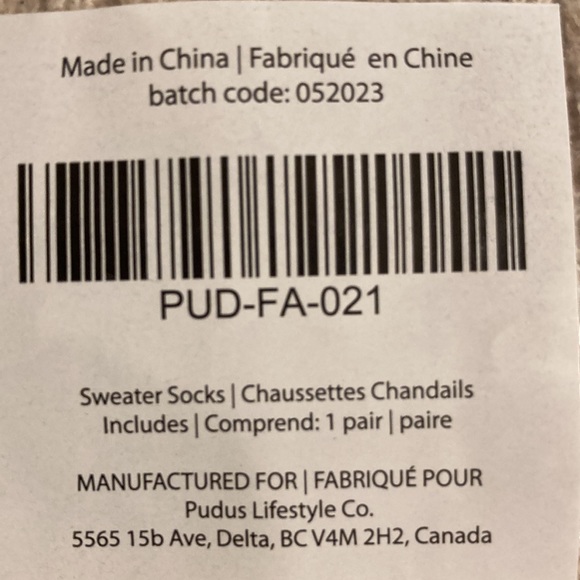 Made in China | Fabriqué en Chine
batch code: 052023
PUD-FA-021
Sweater Socks | Chaussettes Chandails
Includes | Comprend: 1 pair | paire
MANUFACTURED FOR | FABRIQUÉ POUR
Pudus Lifestyle Co.
5565 15b Ave, Delta, BC V4M 2H2, Canada